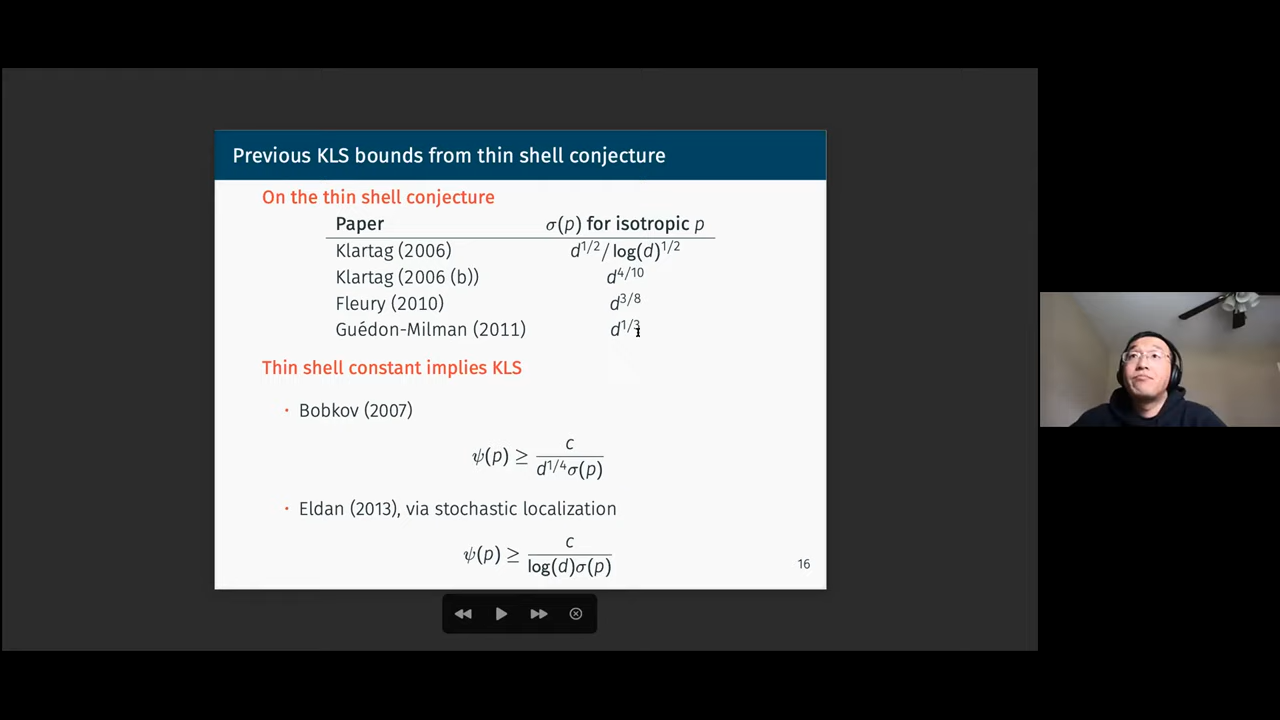 Previous KLS bounds from thin shell conjecture
On the thin shell conjecture
Paper σ(p) for isotropic p
Klartag (2006) d^{1/2} / log(d)^{1/2}
Klartag (2006 (b)) d^{4/10}
Fleury (2010) d^{3/8}
Guédon-Milman (2011) d^{1/3}
Thin shell constant implies KLS
· Bobkov (2007)
ψ(p) ≥ c / d^{1/4}σ(p)
· Eldan (2013), via stochastic localization
ψ(p) ≥ c / log(d)σ(p)
16